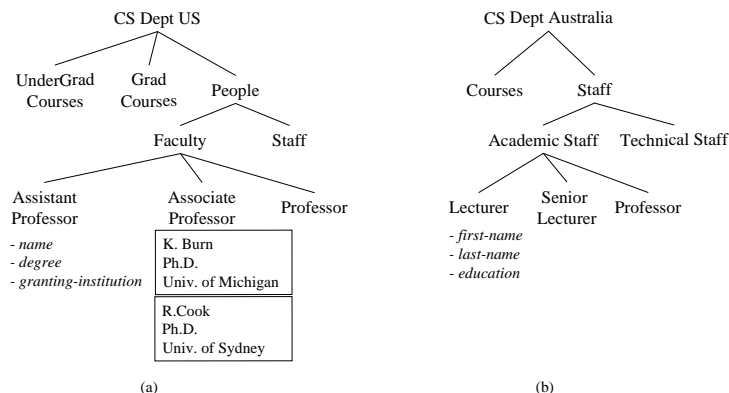 CS Dept US
UnderGrad
Courses
Grad
Courses
People
Faculty
Staff
Assistant
Professor
Associate
Professor
Professor
- name
- degree
- granting-institution
K. Burn
Ph.D.
Univ. of Michigan
R.Cook
Ph.D.
Univ. of Sydney
(a)
CS Dept Australia
Courses
Staff
Academic Staff
Technical Staff
Lecturer
Senior
Lecturer
Professor
- first-name
- last-name
- education
(b)